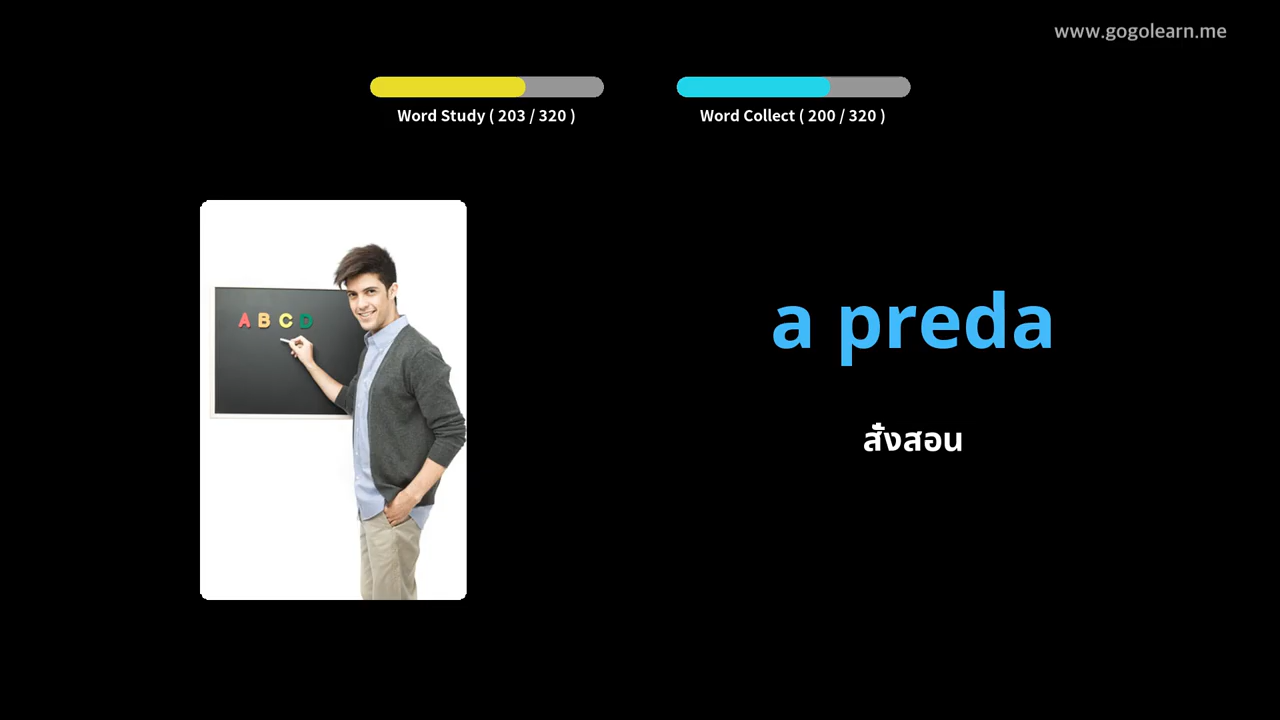 www.gogolearn.me
Word Study ( 203 / 320 )
Word Collect ( 200 / 320 )
A B C D
a preda
สั่งสอน